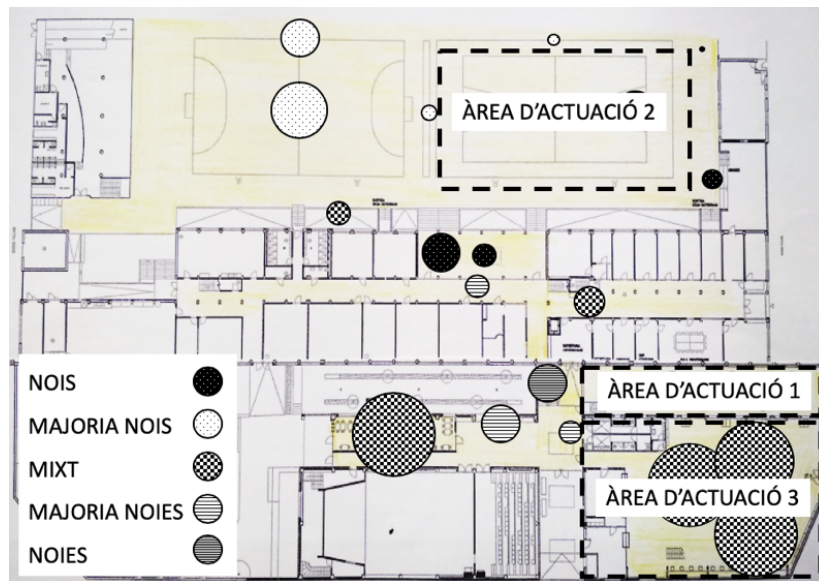 ÀREA D'ACTUACIÓ 2
NOIS
MAJORIA NOIS
MIXT
MAJORIA NOIES
NOIES
ÀREA D'ACTUACIÓ 1
ÀREA D'ACTUACIÓ 3